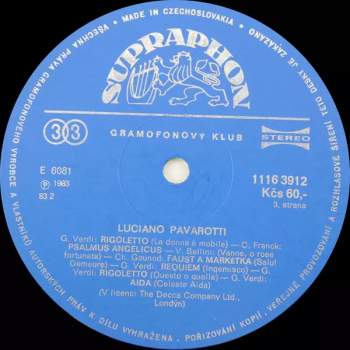 MADE IN CZECHOSLOVAKIA
VŠECHNA PRÁVA GRAMOFONOVÉHO VÝROBCE A VLASTNÍKŮ AUTORSKÝCH PRÁV K DÍLU VYHRAŽENA. POŘIZOVÁNÍ KOPIÍ, VEŘEJNÉ PROVOZOVÁNÍ A ROZHLASOVÉ ŠÍŘENÍ TÉTO DESKY JE ZAKÁZÁNO
SUPRAPHON
33
GRAMOFONOVÝ KLUB
STEREO
E 6081
1116 3912
Ⓟ 1983
Kčs 60,-
83 2
3. strana
LUCIANO PAVAROTTI
G. Verdi: RIGOLETTO (La donna è mobile) — C. Franck:
PSALMUS ANGELICUS — V. Bellini: (Vanne, o rosa
fortunata) — Ch. Gounod: FAUST A MARKÉTKA (Salut!
Demeure) — G. Verdi: REQUIEM (Ingemisco) — G.
Verdi: RIGOLETTO (Questo o quella) — G. Verdi:
AIDA (Celeste Aida)
(V licenci The Decca Company Ltd.,
Londýn)